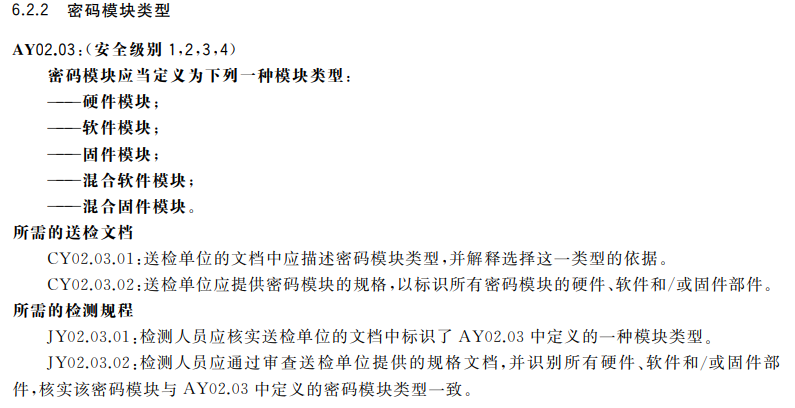 6.2.2 密码模块类型
AY02.03:(安全级别 1,2,3,4)
密码模块应当定义为下列一种模块类型:
——硬件模块;
——软件模块;
——固件模块;
——混合软件模块;
——混合固件模块。
所需的送检文档
CY02.03.01:送检单位的文档中应描述密码模块类型,并解释选择这一类型的依据。
CY02.03.02:送检单位应提供密码模块的规格,以标识所有密码模块的硬件、软件和/或固件部件。
所需的检测规程
JY02.03.01:检测人员应核实送检单位的文档中标识了 AY02.03 中定义的一种模块类型。
JY02.03.02:检测人员应通过审查送检单位提供的规格文档,并识别所有硬件、软件和/或固件部
件,核实该密码模块与 AY02.03 中定义的密码模块类型一致。